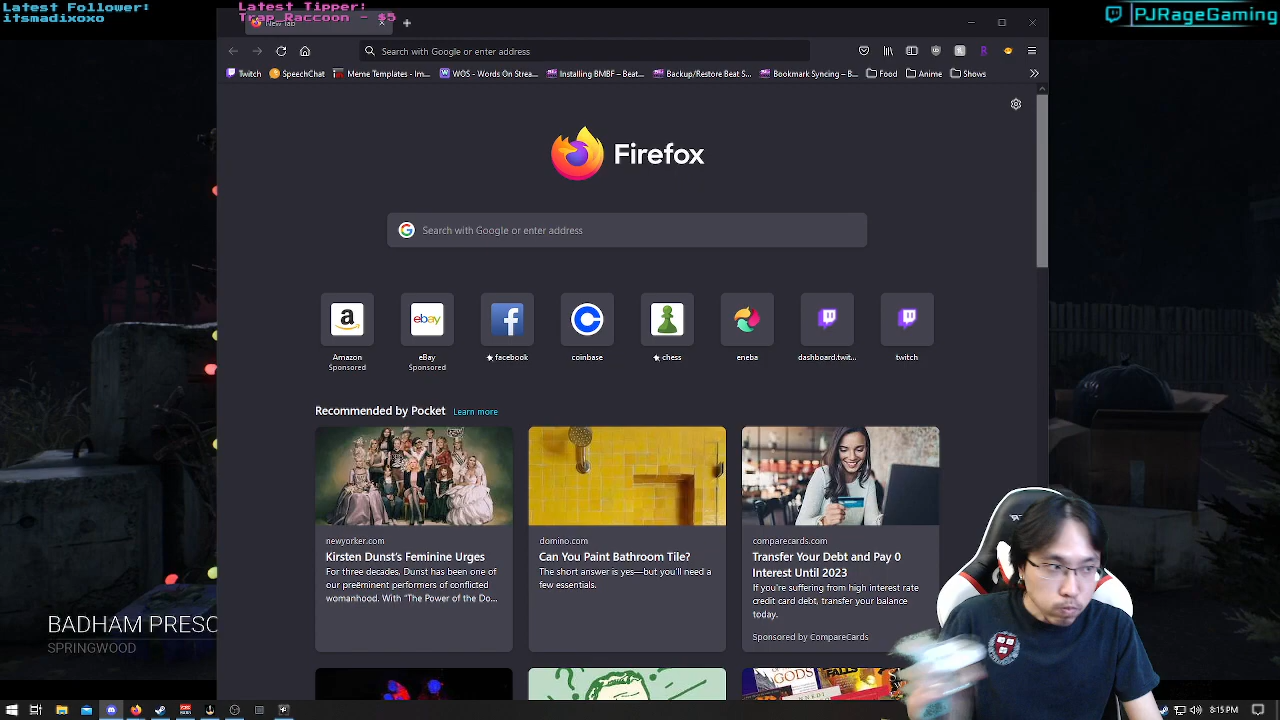 Latest Follower:
itsmadixoxo
Latest Tipper:
Trap_Raccoon - $5
New Tab
PJRageGaming
Search with Google or enter address
Twitch
SpeechChat
Meme Templates - Im...
WOS - Words On Strea...
Installing BMBF - Beat...
Backup/Restore Beat S...
Bookmark Syncing – B...
Food
Anime
Shows
Firefox
Search with Google or enter address
Amazon
Sponsored
eBay
Sponsored
facebook
coinbase
chess
eneba
dashboard.twit...
twitch
Recommended by Pocket
Learn more
newyorker.com
Kirsten Dunst's Feminine Urges
For three decades, Dunst has been one of our preëminent performers of conflicted womanhood. With "The Power of the Do...
domino.com
Can You Paint Bathroom Tile?
The short answer is yes—but you'll need a few essentials.
comparecards.com
Transfer Your Debt and Pay 0
Interest Until 2023
If you're suffering from high interest rate credit card debt, transfer your balance today.
Sponsored by CompareCards
GODS
BADHAM PRESC
SPRINGWOOD
8:15 PM